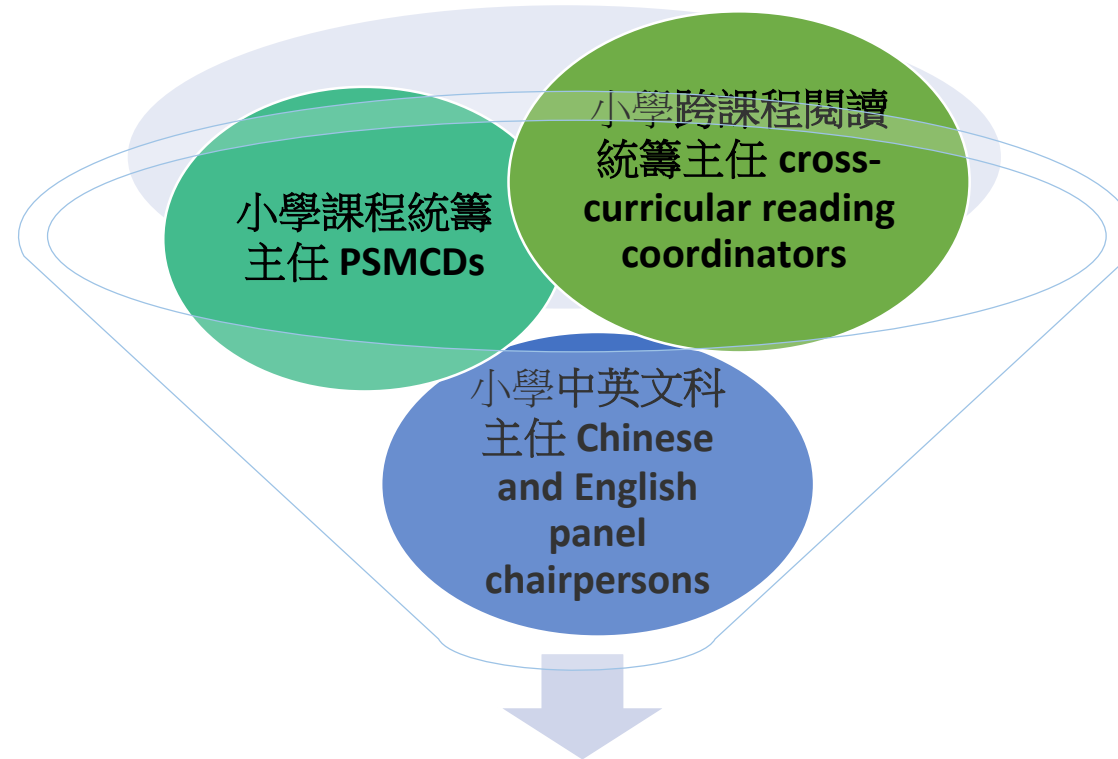 小學跨課程閱讀
統籌主任 cross-
curricular reading
coordinators
小學課程統籌
主任 PSMCDs
小學中英文科
主任 Chinese
and English
panel
chairpersons